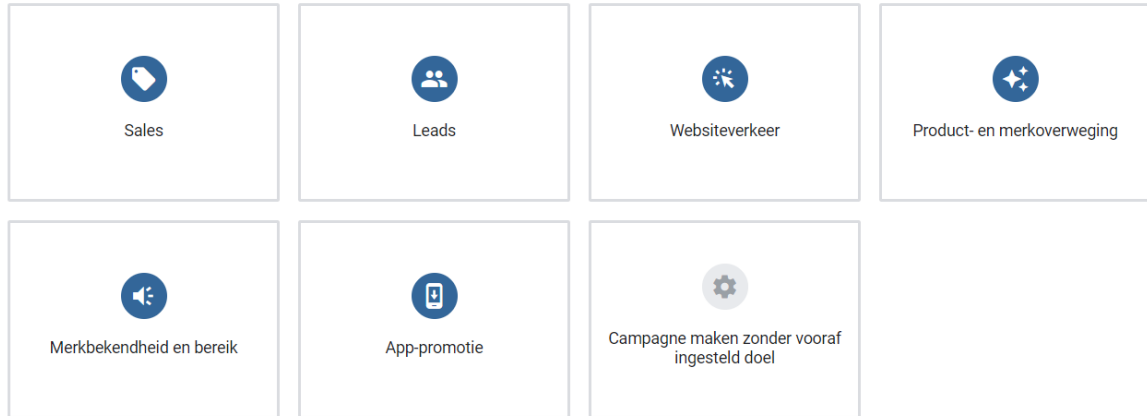 Sales
Leads
Websiteverkeer
Product- en merkoverweging
Merkbekendheid en bereik
App-promotie
Campagne maken zonder vooraf
ingesteld doel